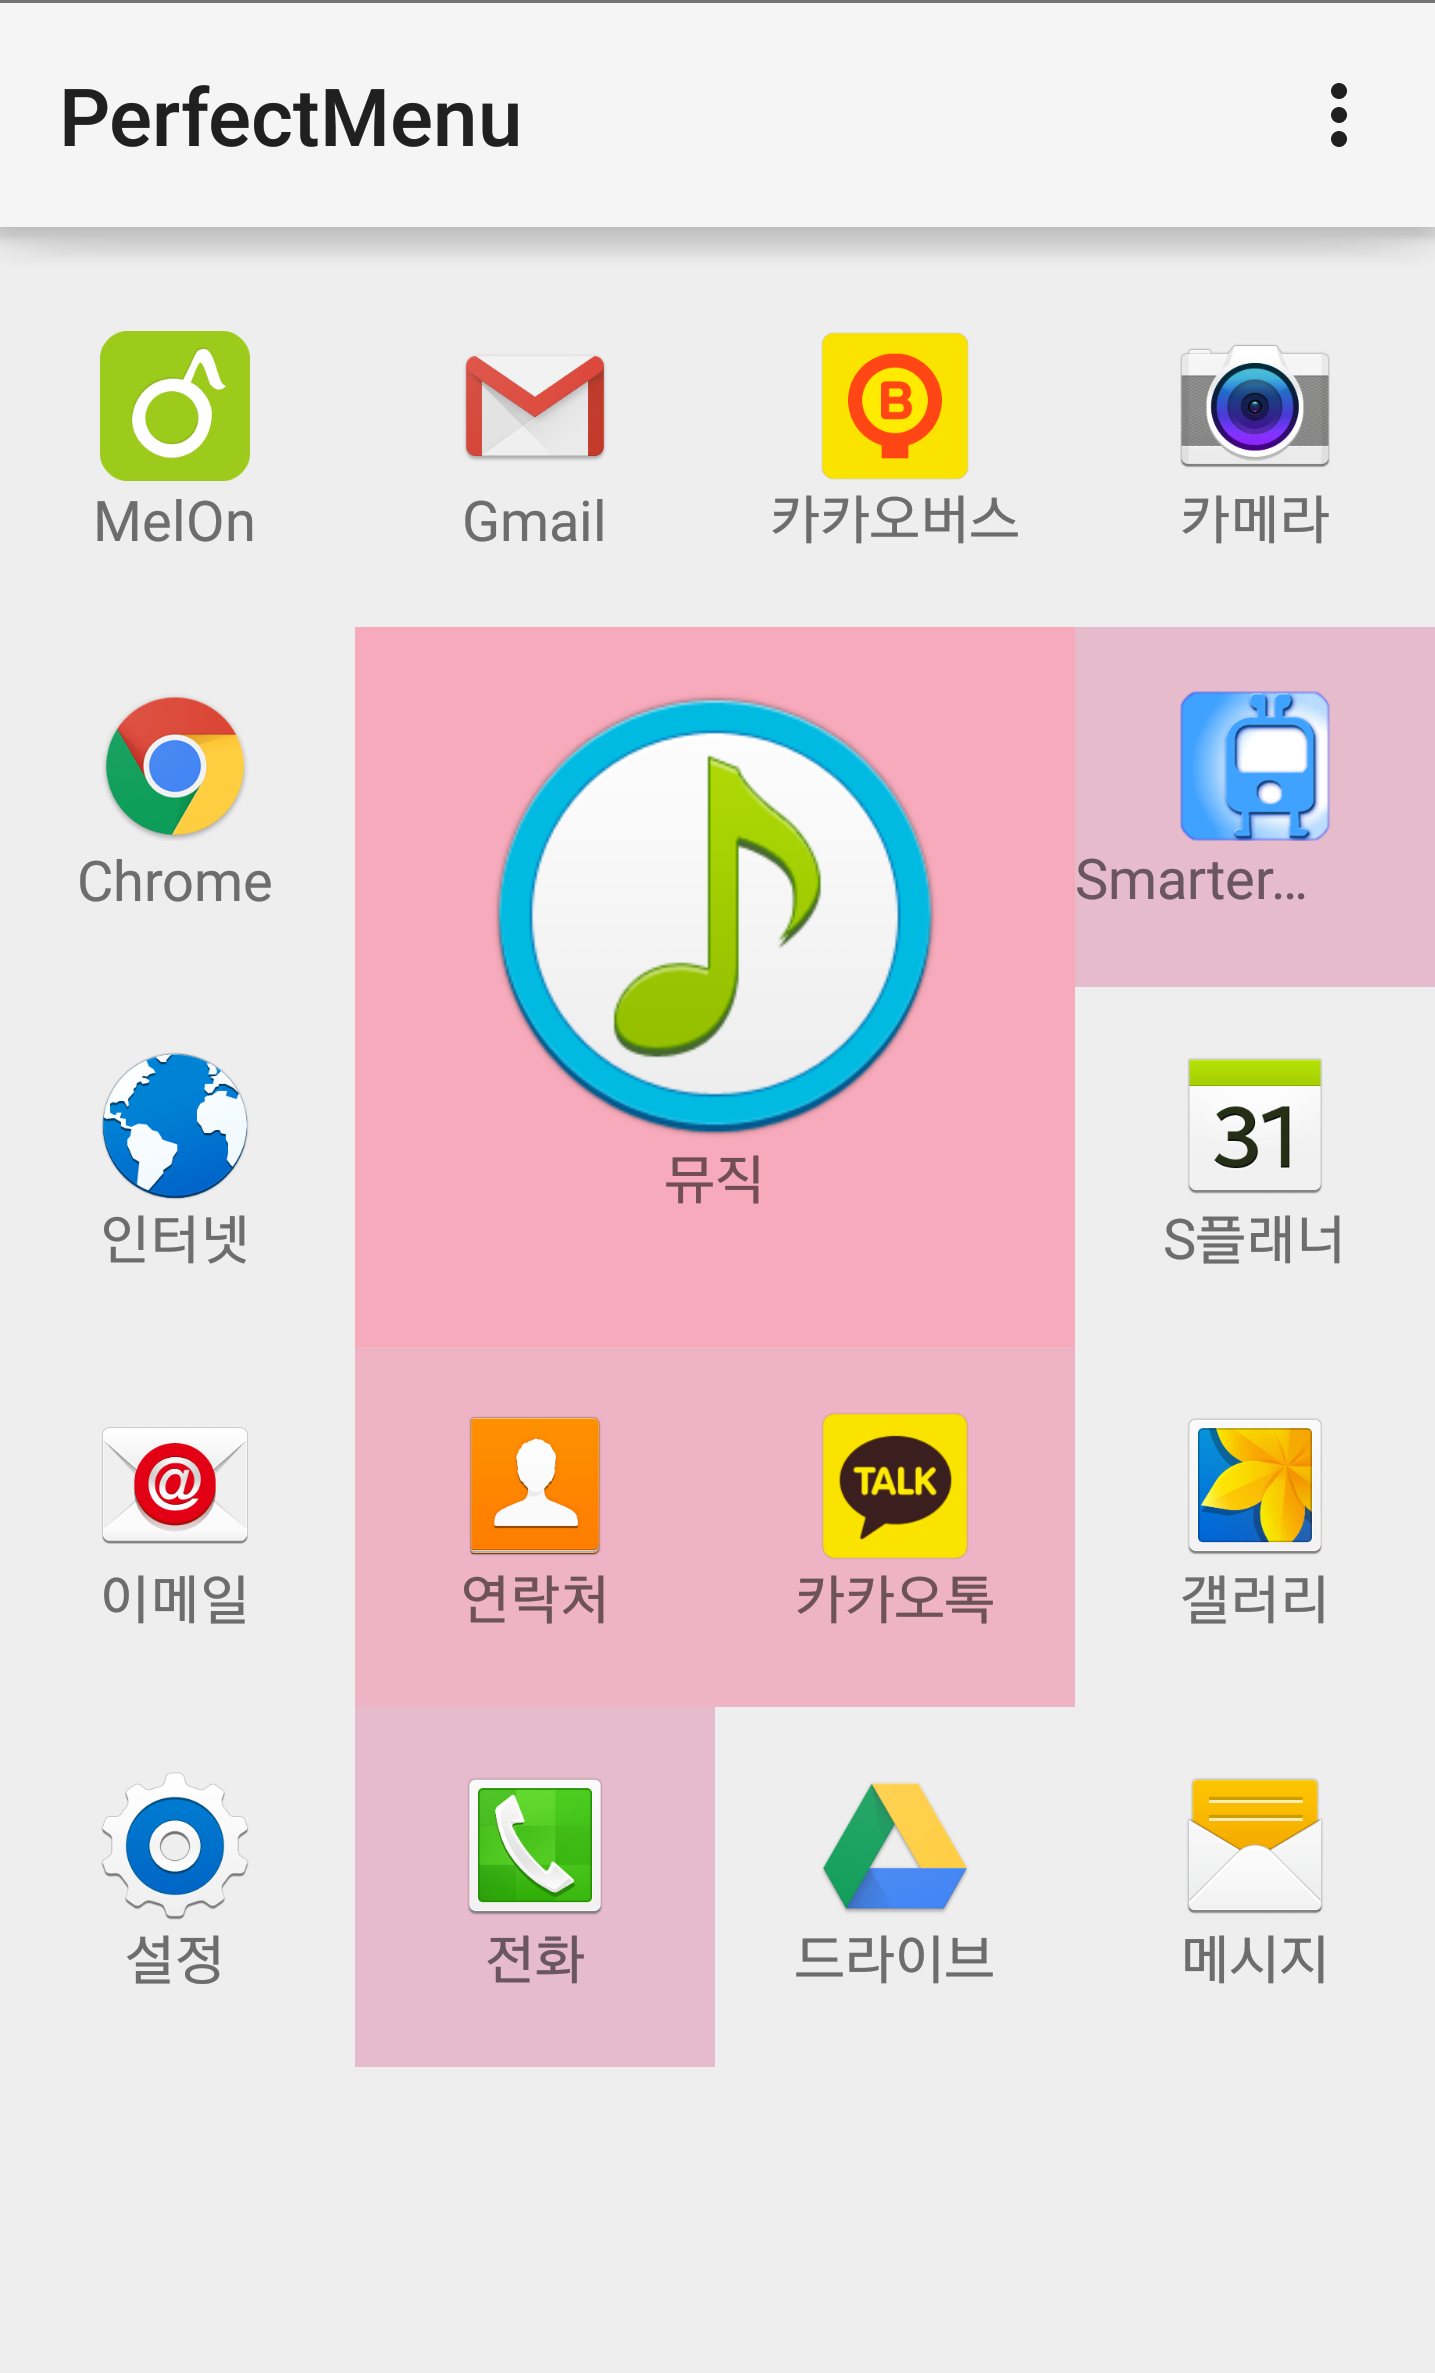 PerfectMenu
B
MelOn
Gmail
카카오버스
카메라
Chrome
Smarter...
31
뮤직
인터넷
S플래너
@
TALK
이메일
연락처
카카오톡
갤러리
설정
전화
드라이브
메시지